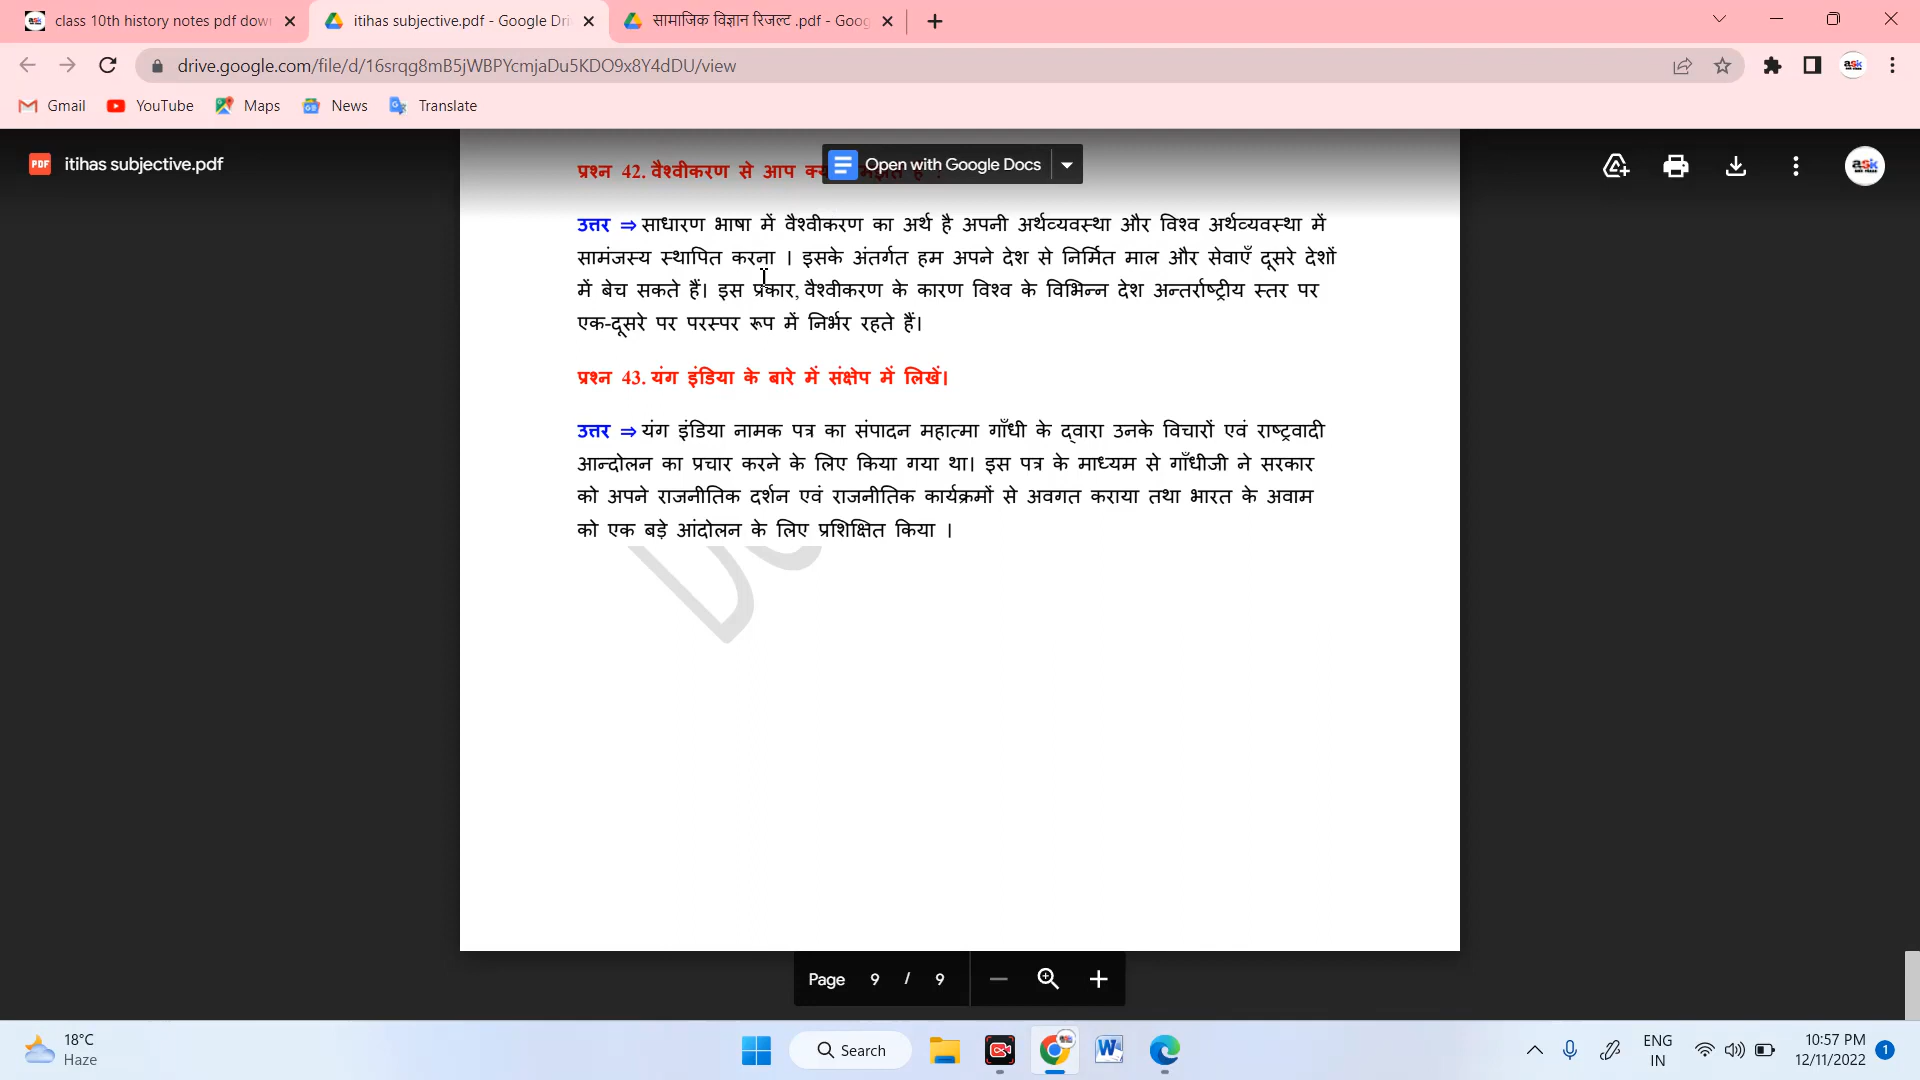 class 10th history notes pdf dow
itihas subjective.pdf - Google Dri
सामाजिक विज्ञान रिजल्ट .pdf - Goog
drive.google.com/file/d/16srqg8mB5jWBPYcmjaDu5KDO9x8Y4dDU/view
Gmail YouTube Maps News Translate
PDF itihas subjective.pdf
Open with Google Docs
प्रश्न 42. वैश्वीकरण से आप
उत्तर ⇒ साधारण भाषा में वैश्वीकरण का अर्थ है अपनी अर्थव्यवस्था और विश्व अर्थव्यवस्था में
सामंजस्य स्थापित करना । इसके अंतर्गत हम अपने देश से निर्मित माल और सेवाएँ दूसरे देशों
में बेच सकते हैं। इस प्रकार, वैश्वीकरण के कारण विश्व के विभिन्न देश अन्तर्राष्ट्रीय स्तर पर
एक-दूसरे पर परस्पर रूप में निर्भर रहते हैं।
प्रश्न 43. यंग इंडिया के बारे में संक्षेप में लिखें।
उत्तर ⇒ यंग इंडिया नामक पत्र का संपादन महात्मा गाँधी के द्वारा उनके विचारों एवं राष्ट्रवादी
आन्दोलन का प्रचार करने के लिए किया गया था। इस पत्र के माध्यम से गाँधीजी ने सरकार
को अपने राजनीतिक दर्शन एवं राजनीतिक कार्यक्रमों से अवगत कराया तथा भारत के अवाम
को एक बड़े आंदोलन के लिए प्रशिक्षित किया ।
Page 9 / 9
18°C
Haze
Search
ENG
IN
10:57 PM
12/11/2022
1